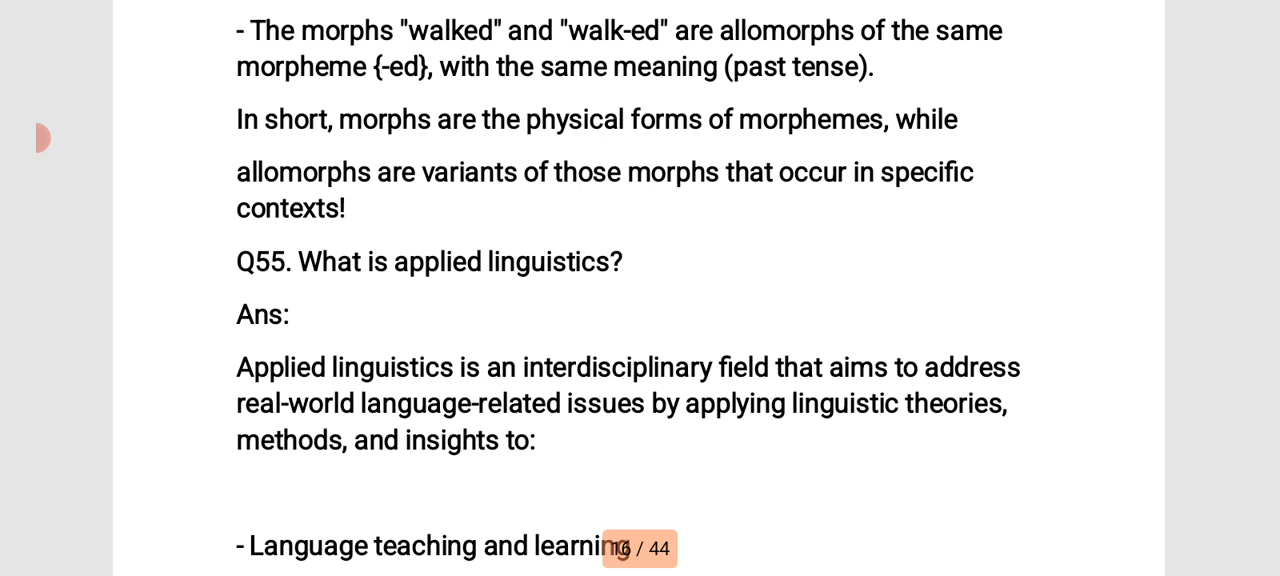 - The morphs "walked" and "walk-ed" are allomorphs of the same
morpheme {-ed}, with the same meaning (past tense).
In short, morphs are the physical forms of morphemes, while
allomorphs are variants of those morphs that occur in specific
contexts!
Q55. What is applied linguistics?
Ans:
Applied linguistics is an interdisciplinary field that aims to address
real-world language-related issues by applying linguistic theories,
methods, and insights to:
- Language teaching and learning
16 / 44